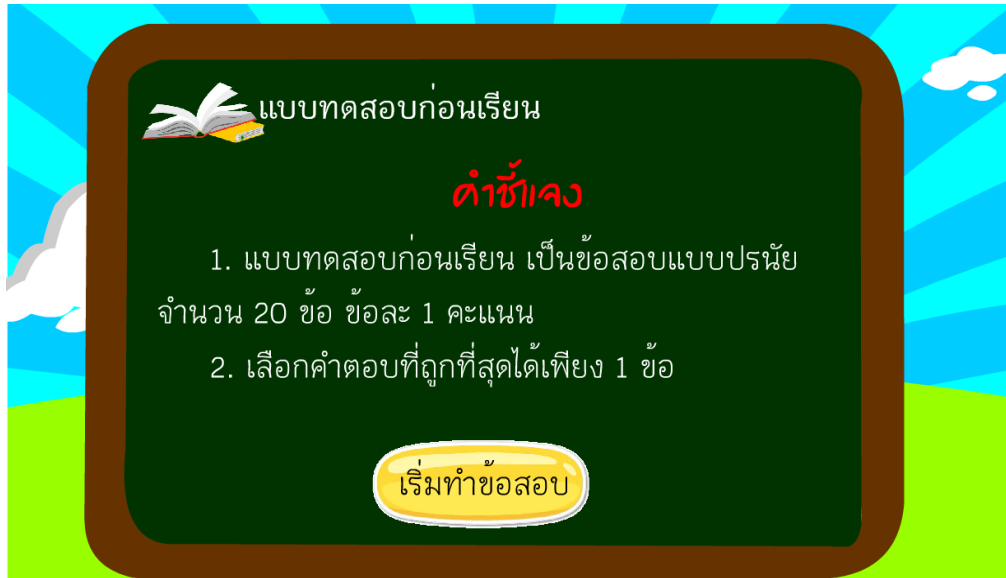 แบบทดสอบก่อนเรียน
คำชี้แจง
1. แบบทดสอบก่อนเรียน เป็นข้อสอบแบบปรนัย
จำนวน 20 ข้อ ข้อละ 1 คะแนน
2. เลือกคำตอบที่ถูกที่สุดได้เพียง 1 ข้อ
เริ่มทำข้อสอบ